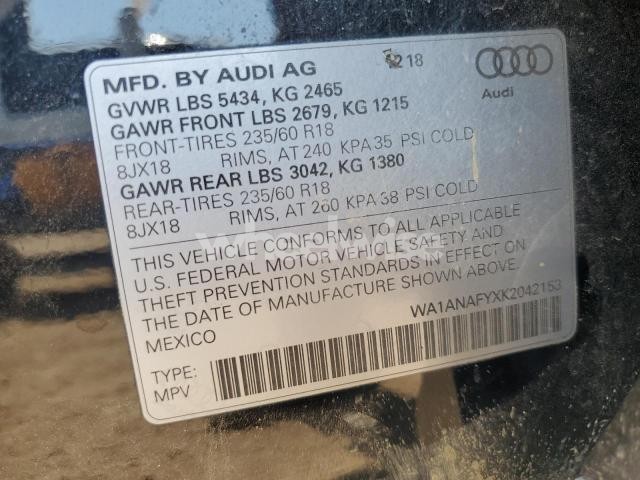 MFD. BY AUDI AG 12 18
GVWR LBS 5434, KG 2465
GAWR FRONT LBS 2679, KG 1215
FRONT-TIRES 235/60 R18
8JX18 RIMS, AT 240 KPA35 PSI COLD
GAWR REAR LBS 3042, KG 1380
REAR-TIRES 235/60 R18
8JX18 RIMS, AT 260 KPA 38 PSI COLD
Audi
THIS VEHICLE CONFORMS TO ALL APPLICABLE
U.S. FEDERAL MOTOR VEHICLE SAFETY AND
THEFT PREVENTION STANDARDS IN EFFECT ON
THE DATE OF MANUFACTURE SHOWN ABOVE.
MEXICO
WA1ANAFYXK2042153
TYPE:
MPV